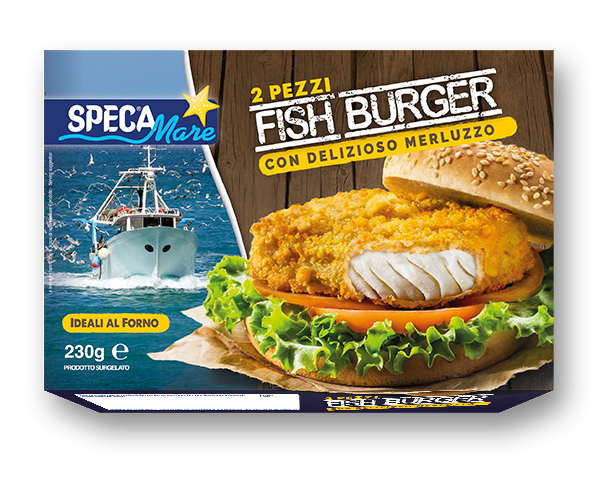 SPECA
Mare
2 PEZZI
FISH BURGER
CON DELIZIOSO MERLUZZO
IDEALI AL FORNO
230g ℮
PRODOTTO SURGELATO
FISH BURGER